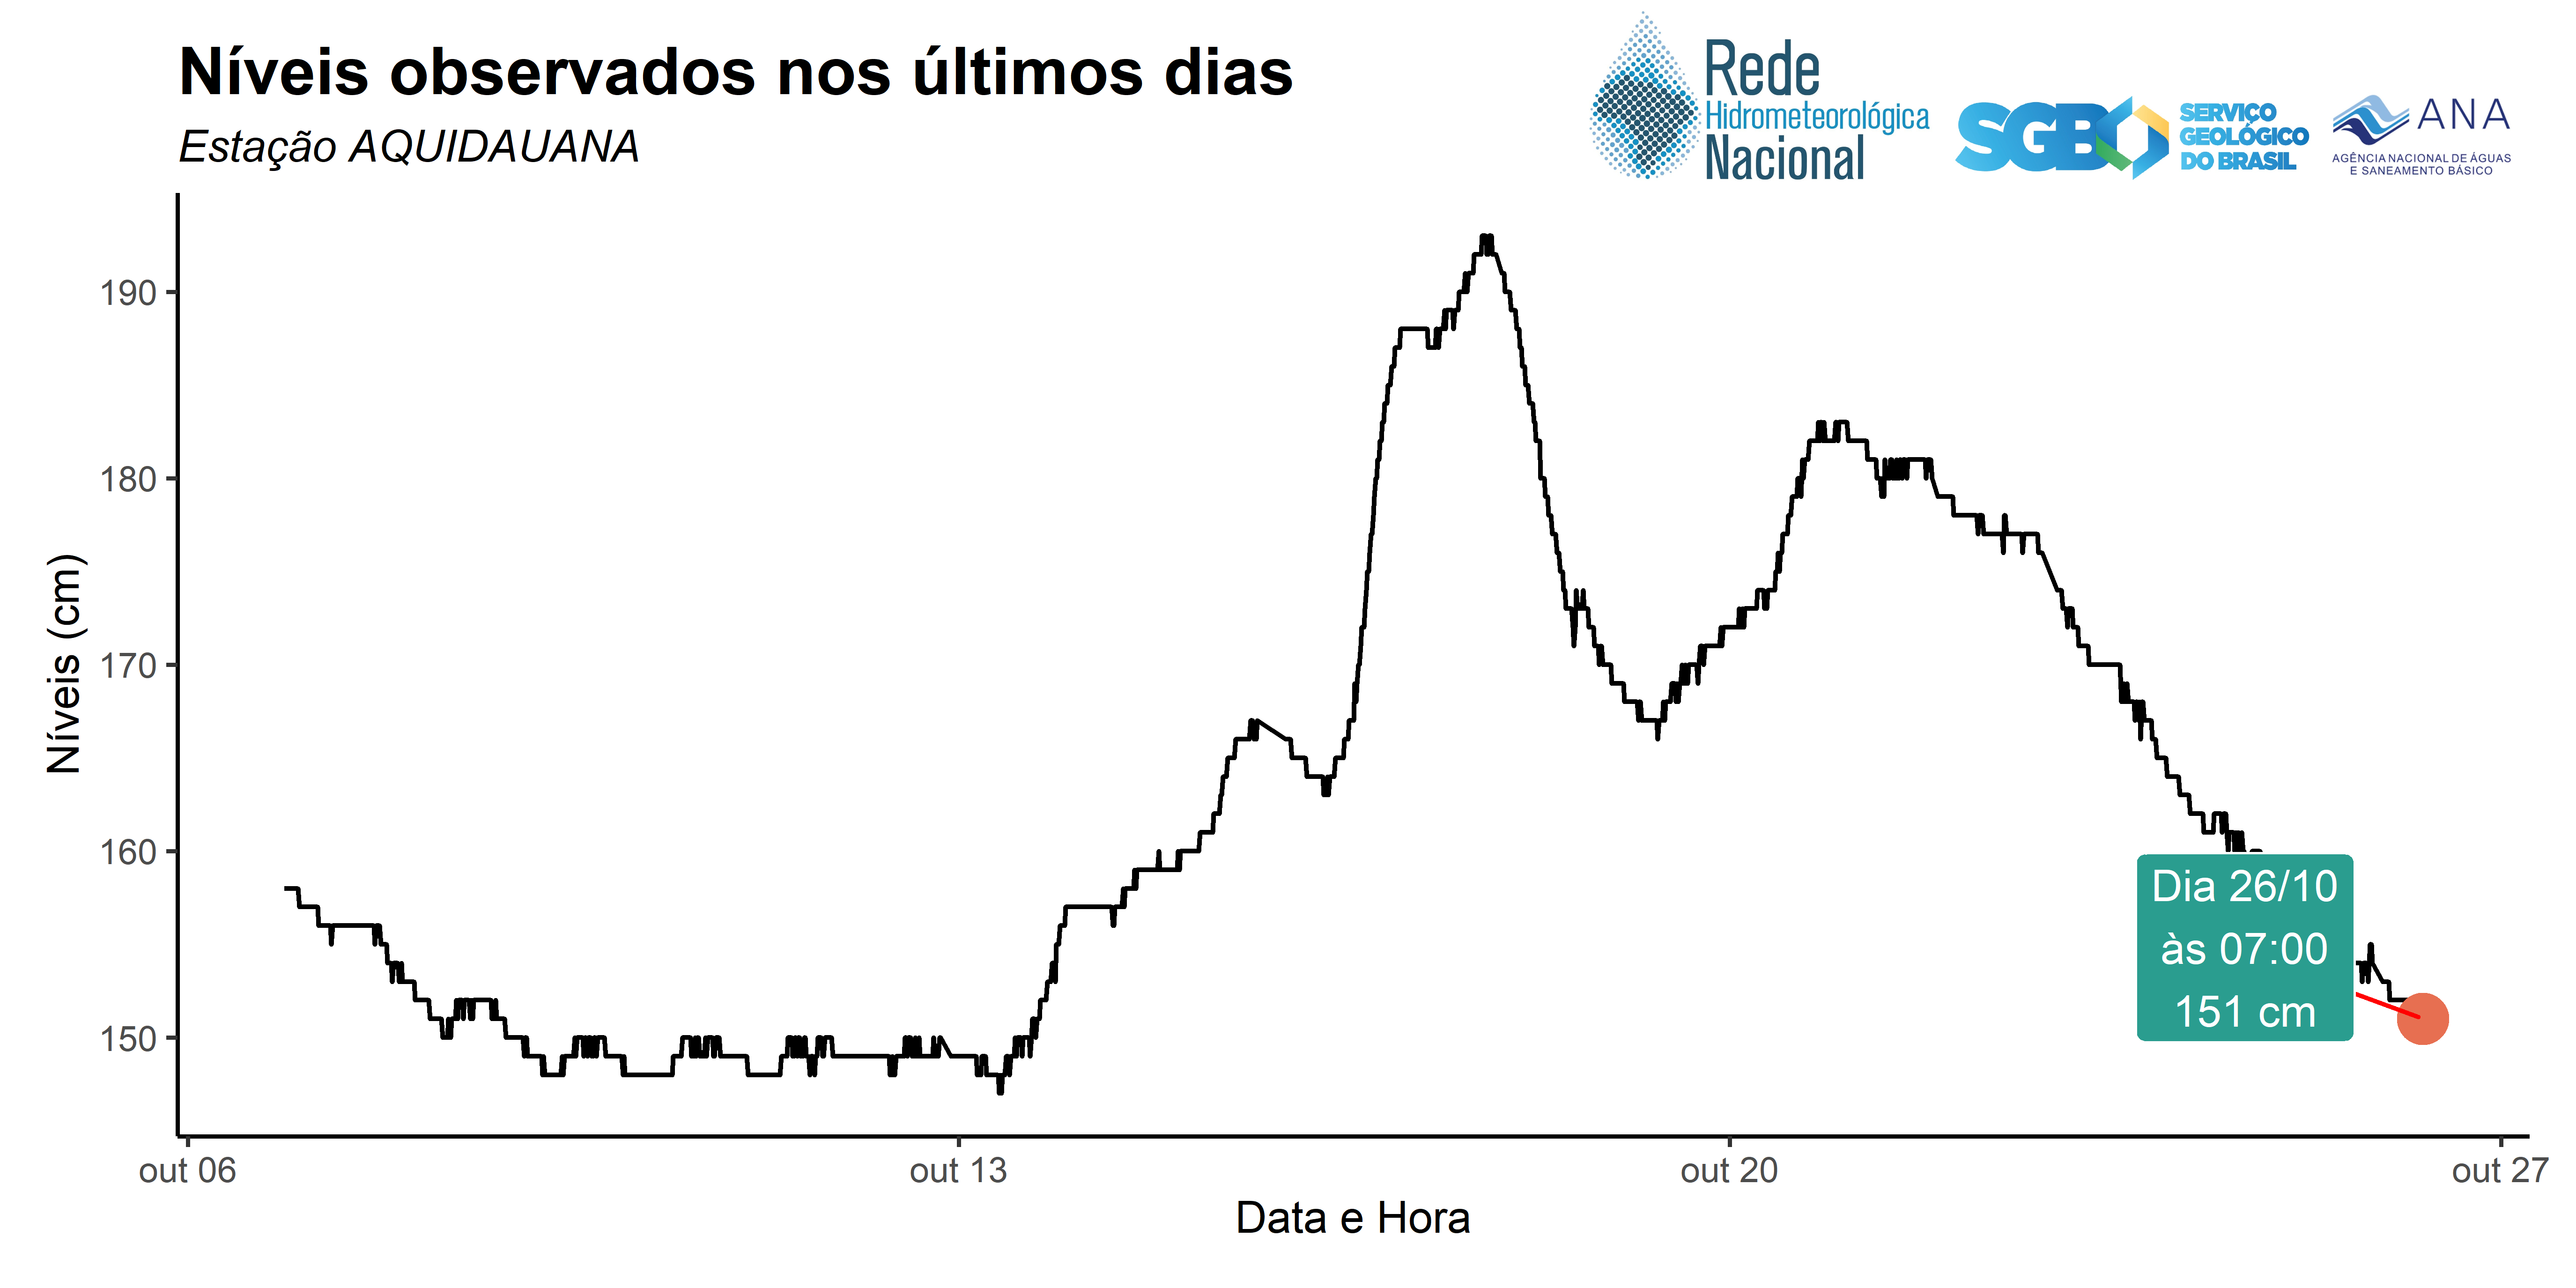 Níveis observados nos últimos dias
Estação AQUIDAUANA
Rede
Hidrometeorológica
Nacional
SGB
SERVIÇO
GEOLÓGICO
DO BRASIL
ANA
AGÊNCIA NACIONAL DE ÁGUAS
E SANEAMENTO BÁSICO
Níveis (cm)
190
180
170
160
150
Dia 26/10
às 07:00
151 cm
out 06
out 13
out 20
out 27
Data e Hora